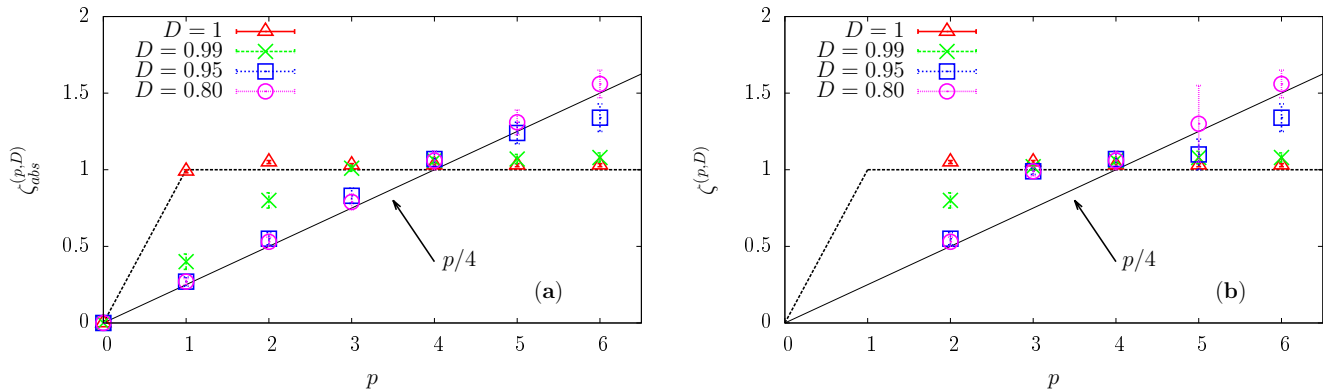 ζ_{abs}^{(p,D)}
2
1.5
1
0.5
0
D = 1
D = 0.99
D = 0.95
D = 0.80
p/4
(a)
0 1 2 3 4 5 6
p
ζ^{(p,D)}
2
1.5
1
0.5
0
D = 1
D = 0.99
D = 0.95
D = 0.80
p/4
(b)
0 1 2 3 4 5 6
p